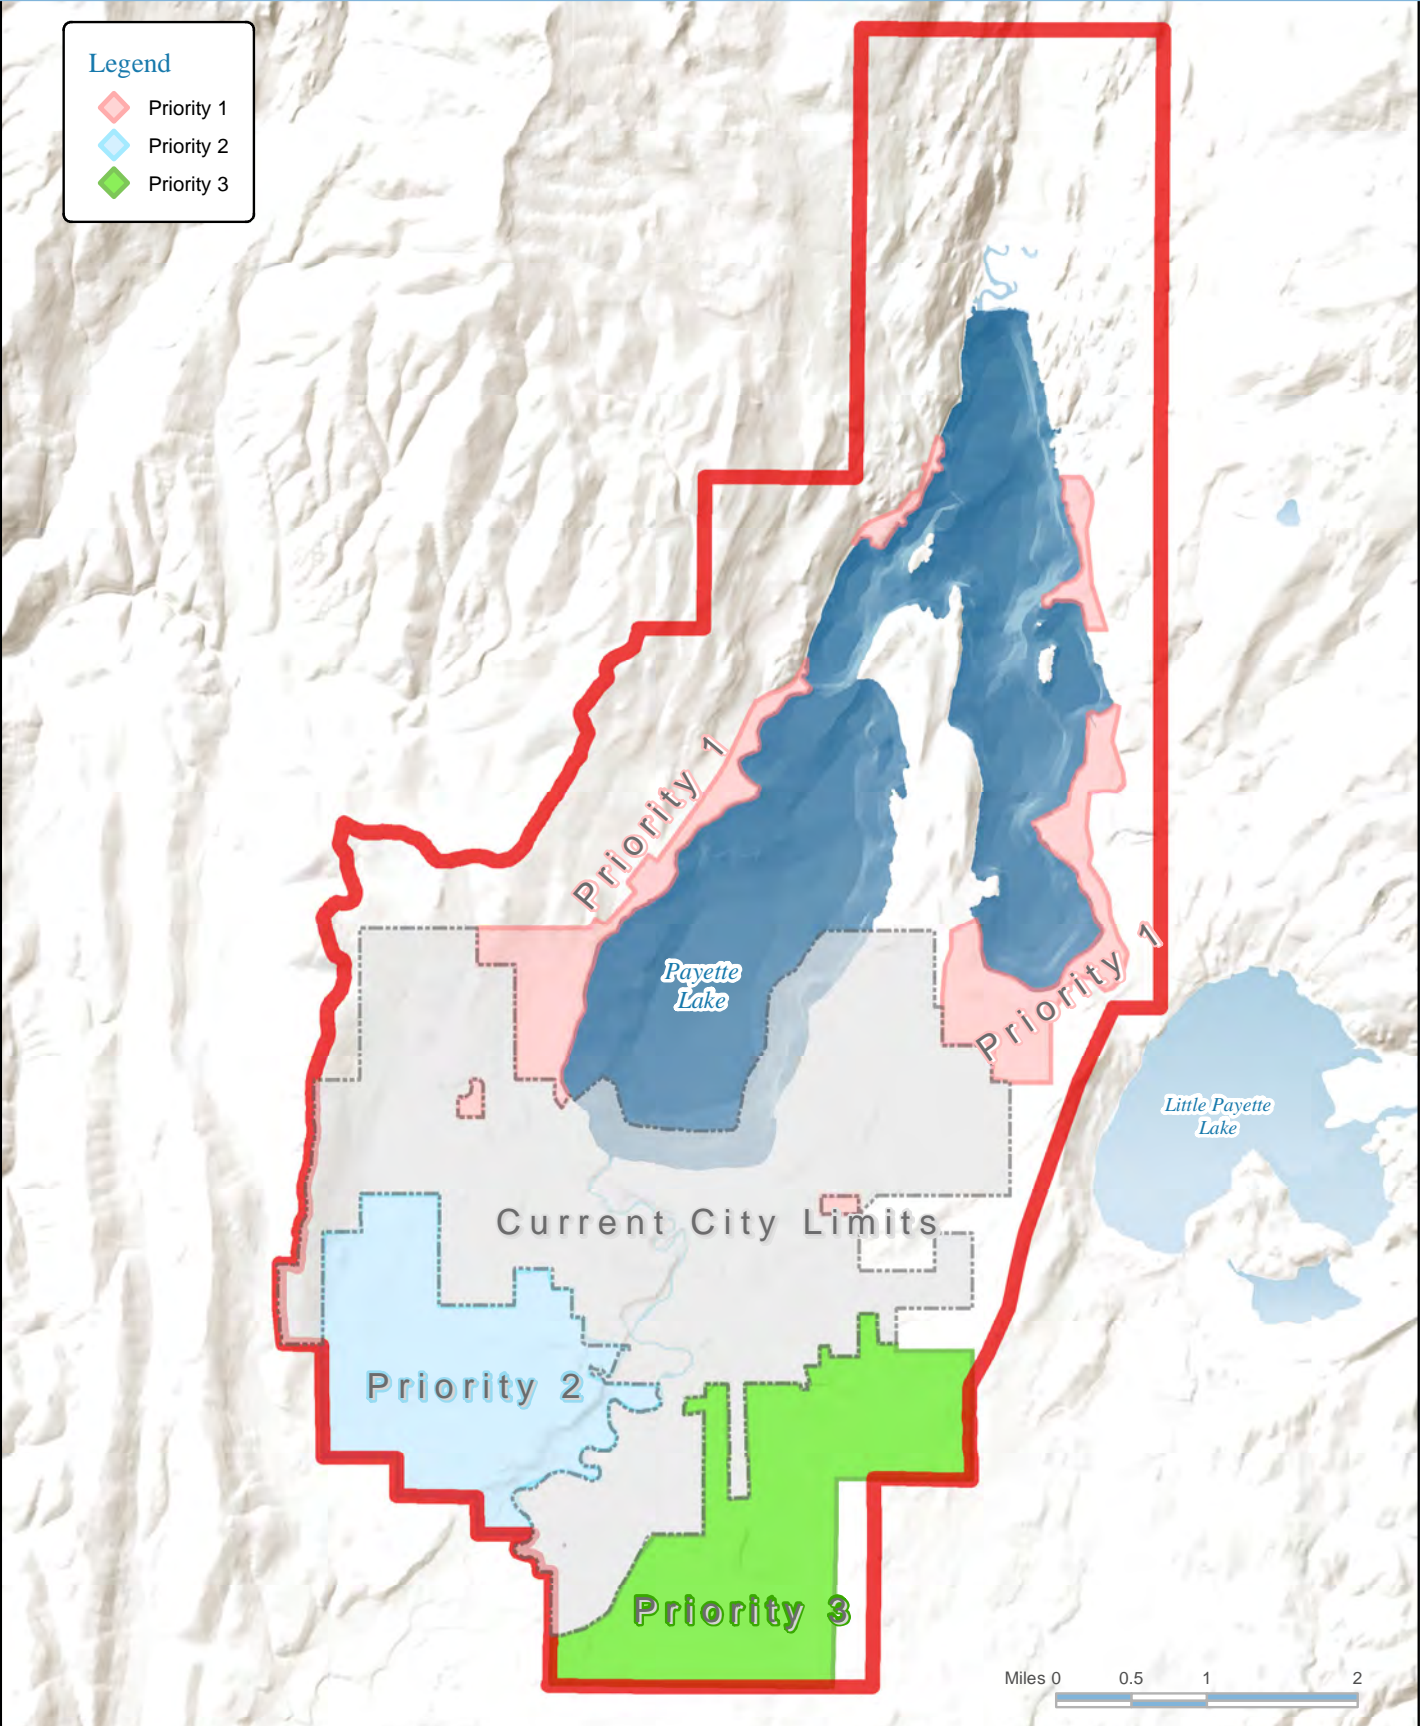 Legend
Priority 1
Priority 2
Priority 3
Priority 1
Payette
Lake
Priority 1
Little Payette
Lake
Current City Limits
Priority 2
Priority 3
Miles 0 0.5 1 2